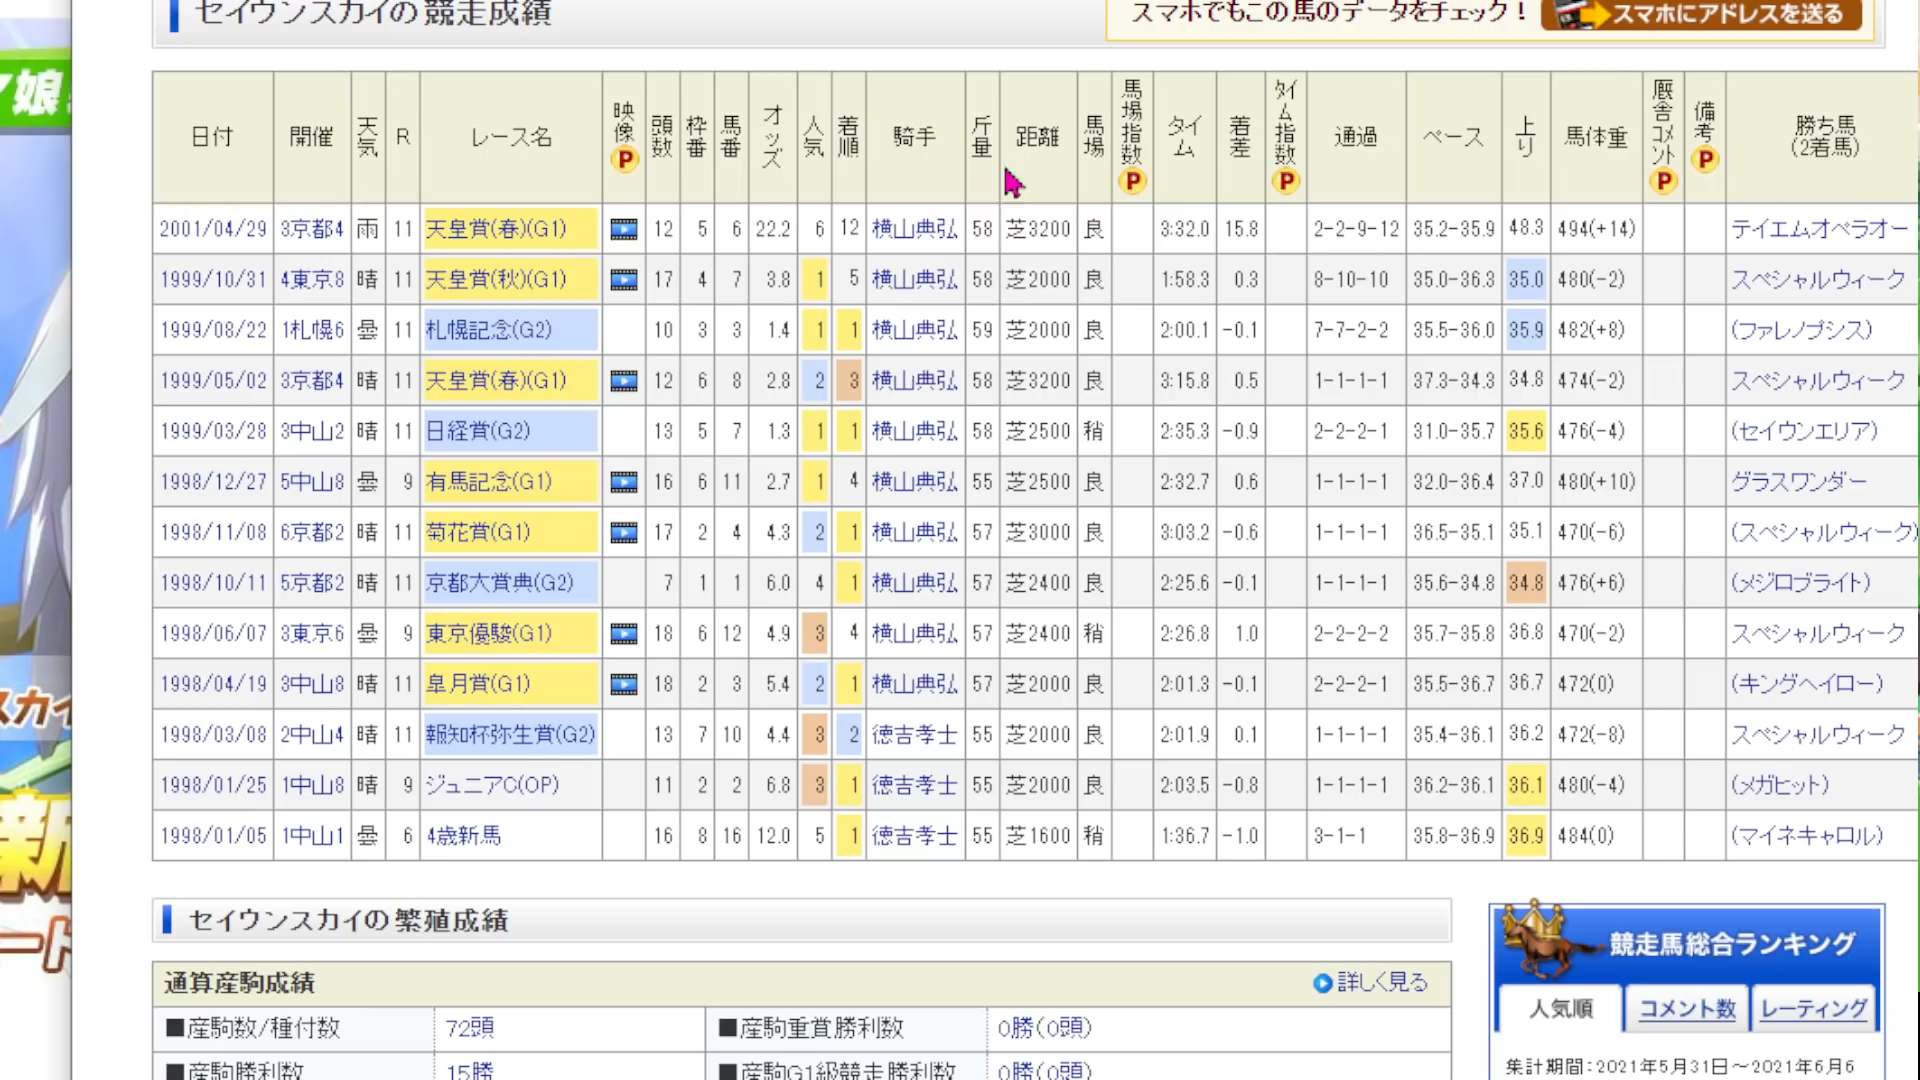 セイウンスカイの競走成績
スマホでもこの馬のデータをチェック！ スマホにアドレスを送る
日付 開催 天気 R レース名 映像 P 頭数 枠番 馬番 オッズ 人気 着順 騎手 斤量 距離 馬場 馬場指数 P タイム 着差 タイム指数 P 通過 ペース 上り 馬体重 厩舎コメント P 備考 P 勝ち馬(2着馬)
2001/04/29 3京都4 雨 11 天皇賞(春)(G1) 12 5 6 22.2 6 12 横山典弘 58 芝3200 良 3:32.0 15.8 2-2-9-12 35.2-35.9 48.3 494(+14) テイエムオペラオー
1999/10/31 4東京8 晴 11 天皇賞(秋)(G1) 17 4 7 3.8 1 5 横山典弘 58 芝2000 良 1:58.3 0.3 8-10-10 35.0-36.3 35.0 480(-2) スペシャルウィーク
1999/08/22 1札幌6 曇 11 札幌記念(G2) 10 3 3 1.4 1 1 横山典弘 59 芝2000 良 2:00.1 -0.1 7-7-2-2 35.5-36.0 35.9 482(+8) (ファレノプシス)
1999/05/02 3京都4 晴 11 天皇賞(春)(G1) 12 6 8 2.8 2 3 横山典弘 58 芝3200 良 3:15.8 0.5 1-1-1-1 37.3-34.3 34.8 474(-2) スペシャルウィーク
1999/03/28 3中山2 晴 11 日経賞(G2) 13 5 7 1.3 1 1 横山典弘 58 芝2500 稍 2:35.3 -0.9 2-2-2-1 31.0-35.7 35.6 476(-4) (セイウンエリア)
1998/12/27 5中山8 曇 9 有馬記念(G1) 16 6 11 2.7 1 4 横山典弘 55 芝2500 良 2:32.7 0.6 1-1-1-1 32.0-36.4 37.0 480(+10) グラスワンダー
1998/11/08 6京都2 晴 11 菊花賞(G1) 17 2 4 4.3 2 1 横山典弘 57 芝3000 良 3:03.2 -0.6 1-1-1-1 36.5-35.1 35.1 470(-6) (スペシャルウィーク)
1998/10/11 5京都2 晴 11 京都大賞典(G2) 7 1 1 6.0 4 1 横山典弘 57 芝2400 良 2:25.6 -0.1 1-1-1-1 35.6-34.8 34.8 476(+6) (メジロブライト)
1998/06/07 3東京6 曇 9 東京優駿(G1) 18 6 12 4.9 3 4 横山典弘 57 芝2400 稍 2:26.8 1.0 2-2-2-2 35.7-35.8 36.8 470(-2) スペシャルウィーク
1998/04/19 3中山8 晴 11 皐月賞(G1) 18 2 3 5.4 2 1 横山典弘 57 芝2000 良 2:01.3 -0.1 2-2-2-1 35.5-36.7 36.7 472(0) (キングヘイロー)
1998/03/08 2中山4 晴 11 報知杯弥生賞(G2) 13 7 10 4.4 3 2 徳吉孝士 55 芝2000 良 2:01.9 0.1 1-1-1-1 35.4-36.1 36.2 472(-8) スペシャルウィーク
1998/01/25 1中山8 晴 9 ジュニアC(OP) 11 2 2 6.8 3 1 徳吉孝士 55 芝2000 良 2:03.5 -0.8 1-1-1-1 36.2-36.1 36.1 480(-4) (メガヒット)
1998/01/05 1中山1 曇 6 4歳新馬 16 8 16 12.0 5 1 徳吉孝士 55 芝1600 稍 1:36.7 -1.0 3-1-1 35.8-36.9 36.9 484(0) (マイネキャロル)
セイウンスカイの繁殖成績
通算産駒成績 詳しく見る
■産駒数/種付数 72頭 ■産駒重賞勝利数 0勝(0頭)
■産駒勝利数 15勝 ■産駒G1級競走勝利数 0勝(0頭)
競走馬総合ランキング
人気順 コメント数 レーティング
集計期間:2021年5月31日～2021年6月6
娘
スカイ
新
ート